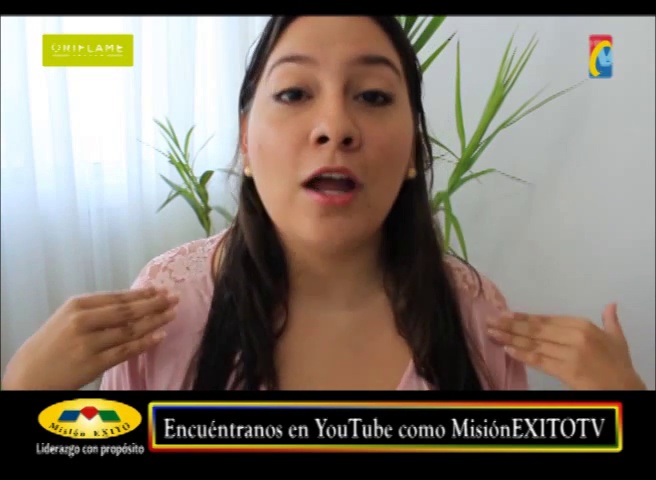 ORIFLAME
Misión EXITO
Liderazgo con propósito
Encuéntranos en YouTube como MisiónEXITOTV